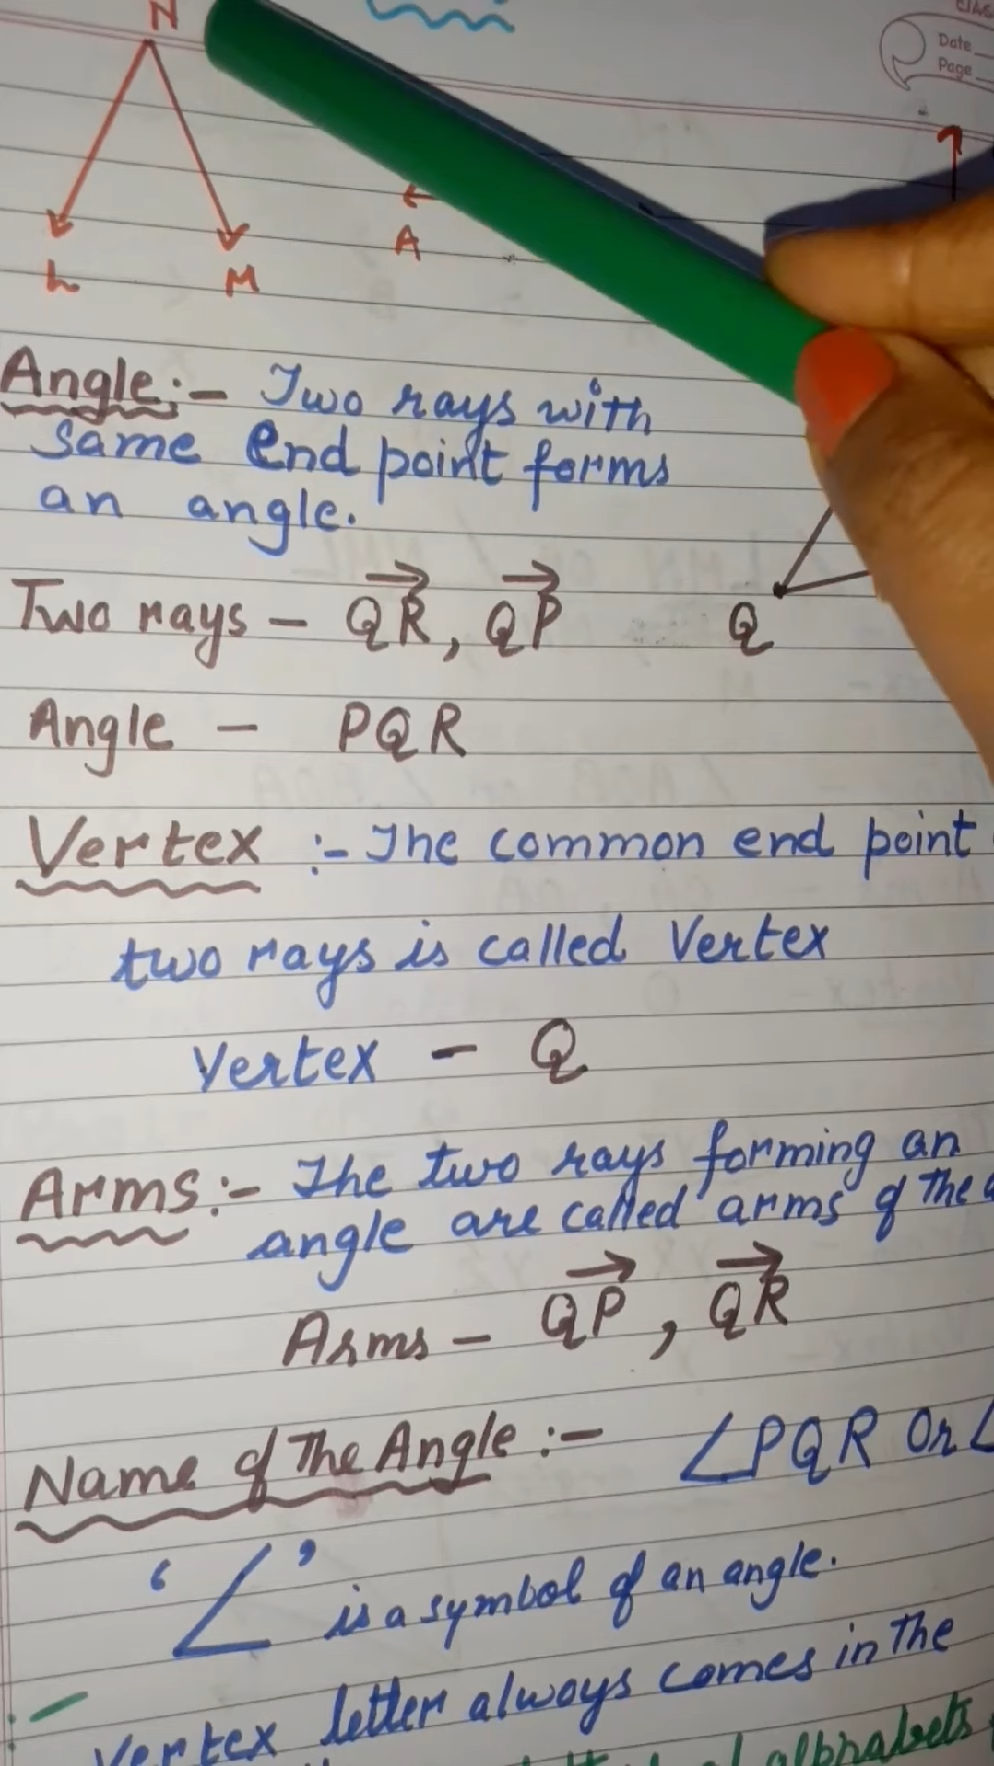 N
Date
Page
A
L M
Angle:- Two rays with
same end point forms
an angle.
Two rays - QR, QP
Q
Angle - PQR
Vertex :- The common end point
two rays is called Vertex
Vertex - Q
Arms:- The two rays forming an
angle are called arms of the
Arms - QP, QR
Name of The Angle :- ∠PQR Or ∠
'∠' is a symbol of an angle.
Vertex letter always comes in the
alphabets